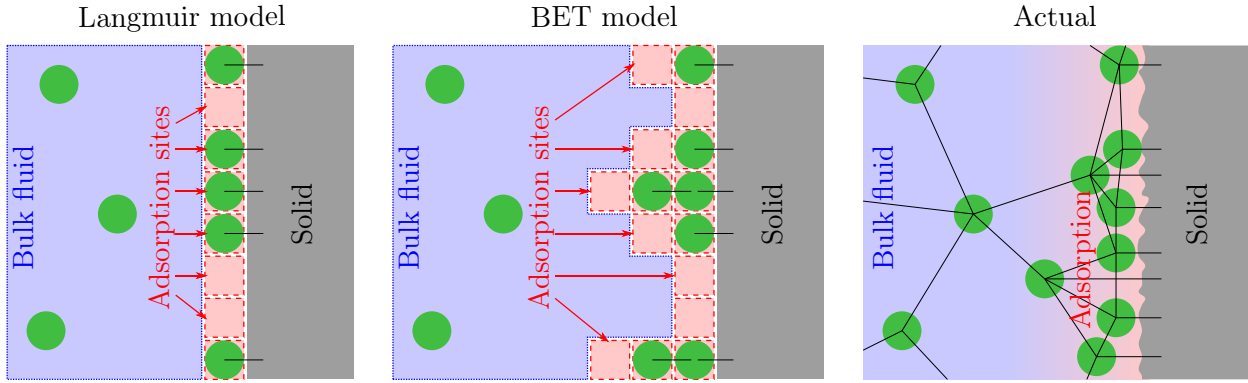 Langmuir model
Bulk fluid
Adsorption sites
Solid
BET model
Bulk fluid
Adsorption sites
Solid
Actual
Bulk fluid
Adsorption
Solid